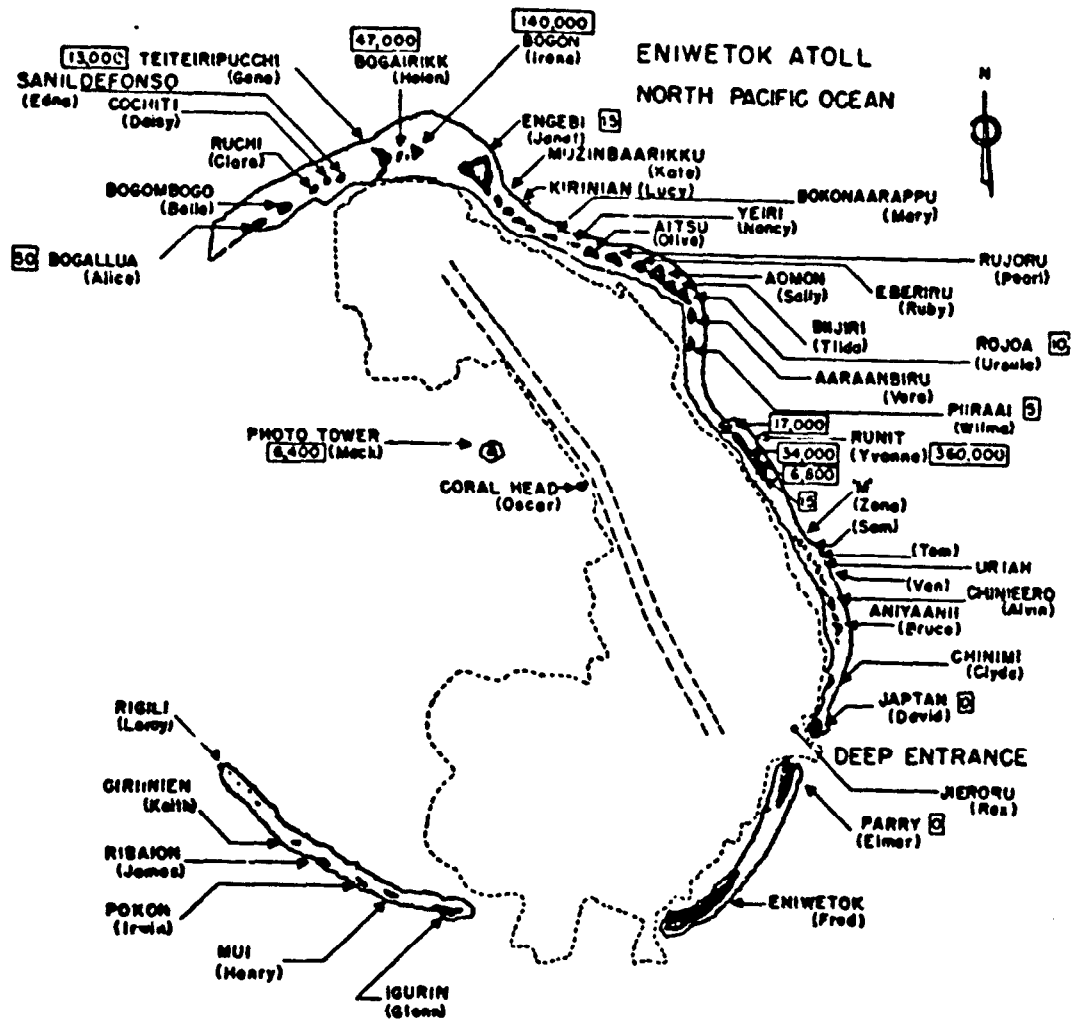 140,000
BOGON
(Irene)
47,000
BOGAIRIKK
(Helen)
13,000 TEITEIRIPUCCHI
(Gene)
SANILDEFONSO
(Edna)
COCHITI
(Daisy)
RUCHI
(Clara)
BOGOMBOGO
(Belle)
BOGALLUA
(Alice)
ENIWETOK ATOLL
NORTH PACIFIC OCEAN
N
ENGEBI 15
(Janet)
MUZINBAARIKKU
(Kate)
KIRINIAN (Lucy)
BOKONAARAPPU
(Mary)
YEIRI
(Nancy)
AITSU
(Olive)
RUJORU
(Pearl)
EBERIRU
(Ruby)
AOMON
(Sally)
BIIJIRI
(Tilda)
ROJOA 10
(Ursula)
AARAANBIRU
(Vera)
PIIRAAI 5
(Wilma)
17,000
RUNIT
(Yvonne) 360,000
34,000
6,800
15
PHOTO TOWER
6,400 (Mack)
CORAL HEAD
(Oscar)
"M"
(Zona)
(Sam)
(Tom)
URIAH
(Van)
CHINIEERO
(Alvin)
ANIYAANII
(Bruce)
CHINIMI
(Clyde)
JAPTAN 0
(David)
DEEP ENTRANCE
JIERORU
(Rex)
PARRY 0
(Elmer)
ENIWETOK
(Fred)
RIGILI
(Leroy)
GIRIINIEN
(Keith)
RIBAION
(James)
POKON
(Irwin)
MUI
(Henry)
IGURIN
(Glenn)